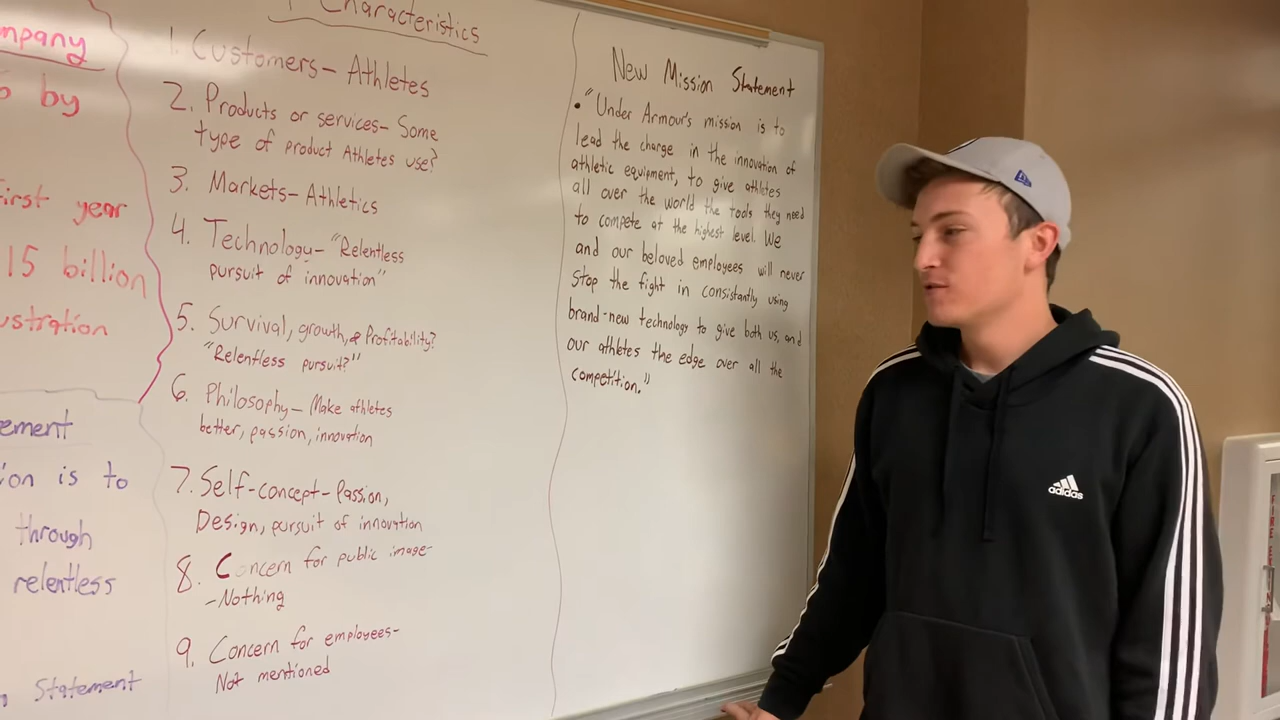 mpany
by
First year
15 billion
ustration
ement
ion is to
through
relentless
Statement
Characteristics
1. Customers- Athletes
2. Products or services- Some
type of product Athletes use?
3. Markets- Athletics
4. Technology- "Relentless
pursuit of innovation"
5. Survival, growth, & Profitability?
"Relentless pursuit?"
6. Philosophy- Make athletes
better, passion, innovation
7. Self-concept- Passion,
Design, pursuit of innovation
8. C ncern for public image-
-Nothing
9. Concern for employees-
Not mentioned
New Mission Statement
• "Under Armour's mission is to
lead the charge in the innovation of
athletic equipment, to give athletes
all over the world the tools they need
to compete at the highest level. We
and our beloved employees will never
stop the fight in consistantly using
brand-new technology to give both us, and
our athletes the edge over all the
competition."
adidas